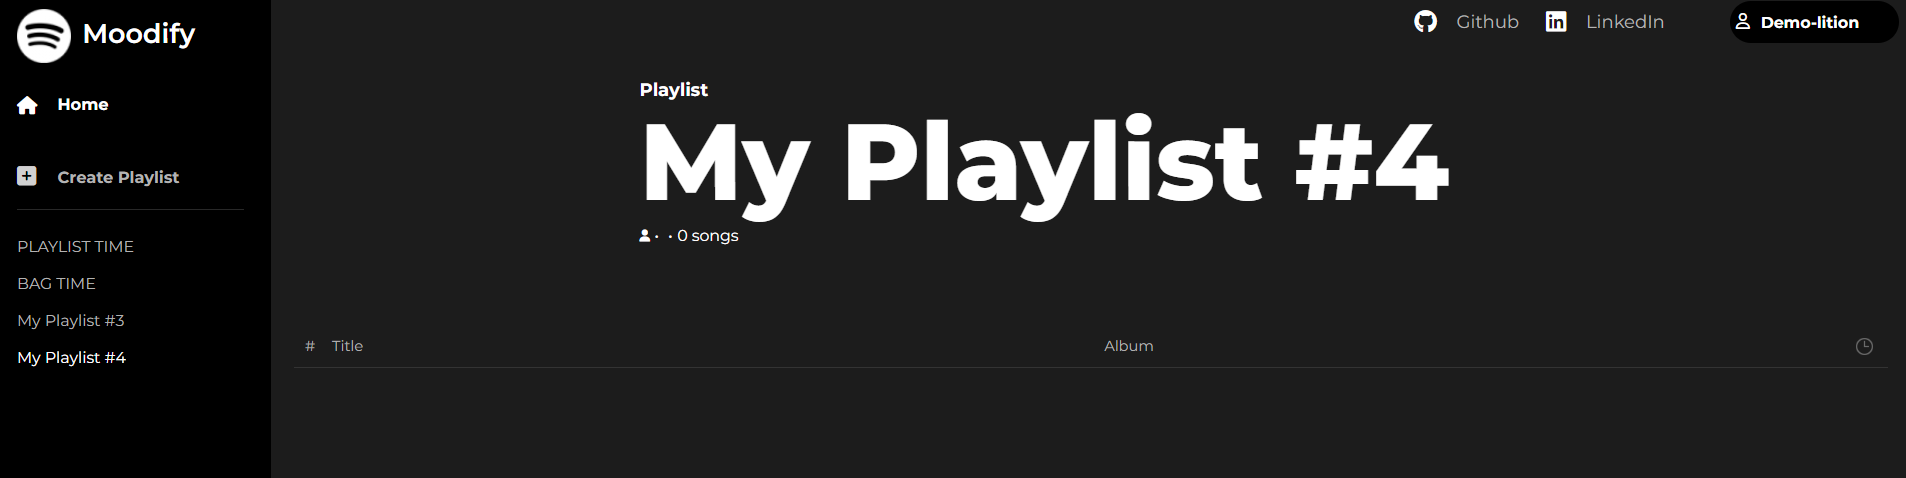 Moodify
Home
Create Playlist
PLAYLIST TIME
BAG TIME
My Playlist #3
My Playlist #4
Github LinkedIn Demo-lition
Playlist
My Playlist #4
• • 0 songs
# Title Album